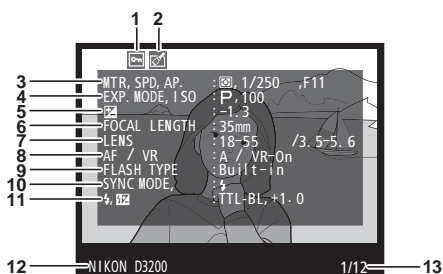 1 2
3 MTR, SPD, AP. : , 1/250 , F11
4 EXP. MODE, ISO : P, 100
5 : -1.3
6 FOCAL LENGTH : 35mm
7 LENS : 18-55 /3.5-5.6
8 AF / VR : A / VR-On
9 FLASH TYPE : Built-in
10 SYNC MODE, :
11 , : TTL-BL, +1.0
12 NIKON D3200 1/12 13